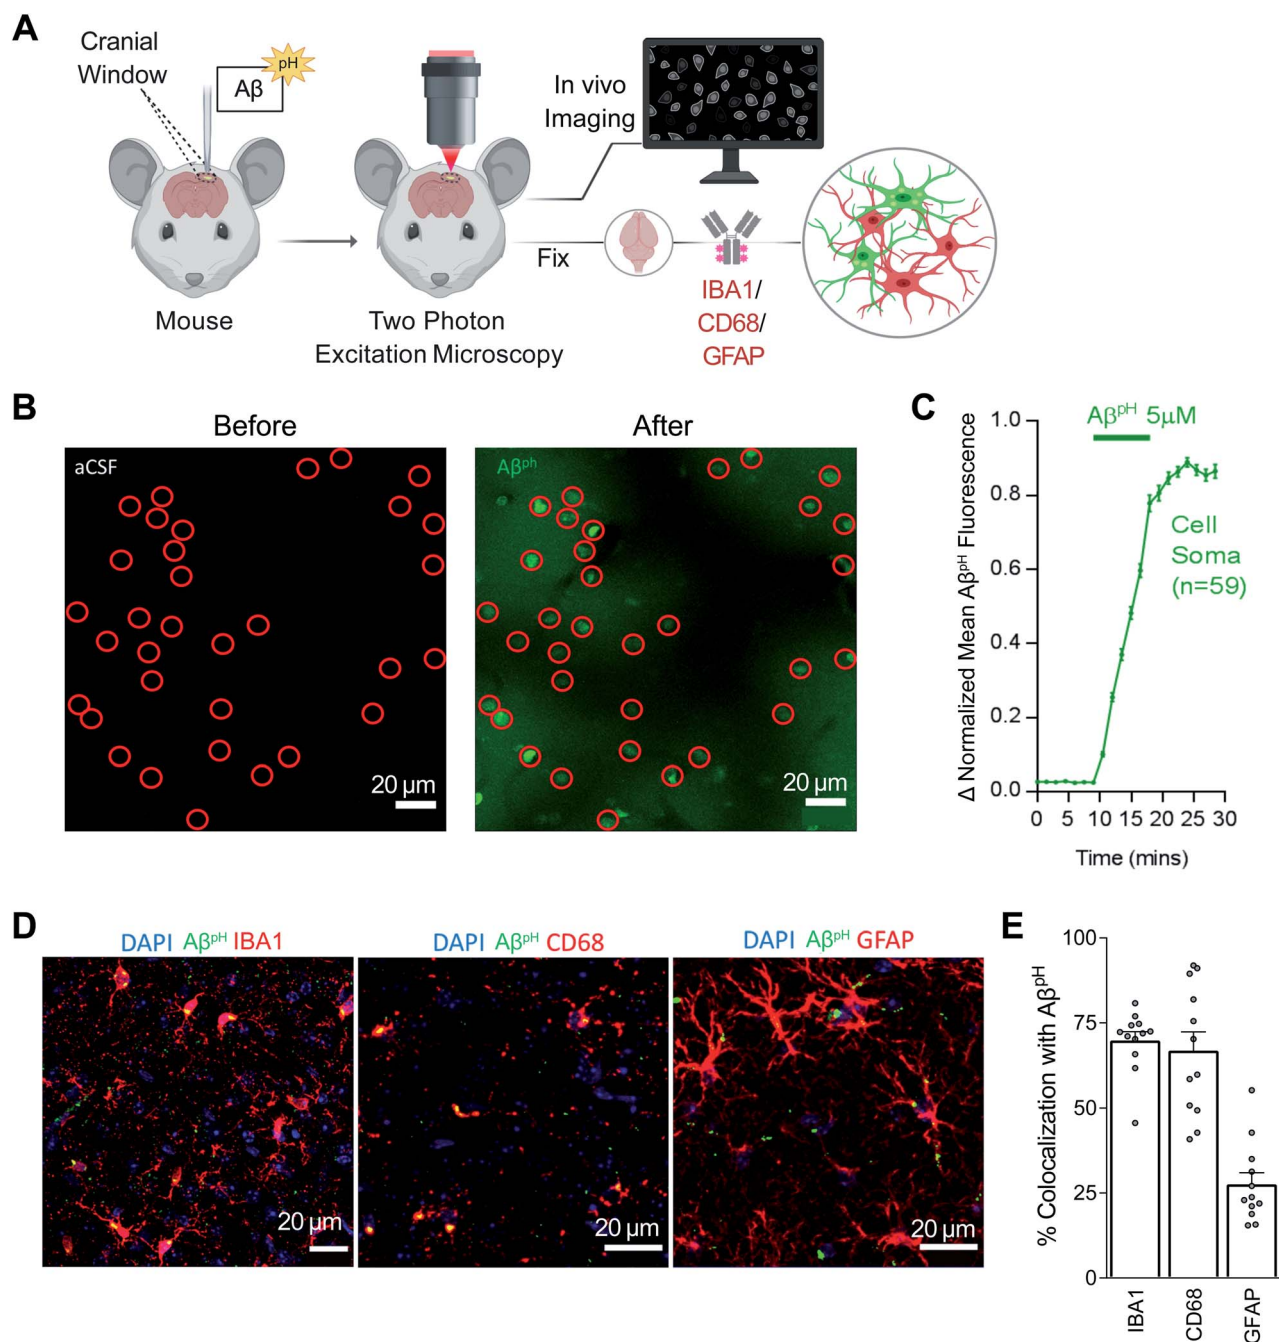 A
Cranial
Window
Aβ
pH
In vivo
Imaging
Mouse
Two Photon
Excitation Microscopy
Fix
IBA1/
CD68/
GFAP
B
Before
After
aCSF
20 µm
Aβᵖʰ
20 µm
C
Aβᵖᴴ 5µM
Δ Normalized Mean Aβᵖᴴ Fluorescence
1.0
0.8
0.6
0.4
0.2
0.0
Cell
Soma
(n=59)
0 5 10 15 20 25 30
Time (mins)
D
DAPI Aβᵖᴴ IBA1
20 µm
DAPI Aβᵖᴴ CD68
20 µm
DAPI Aβᵖᴴ GFAP
20 µm
E
% Colocalization with Aβᵖᴴ
100
75
50
25
0
IBA1
CD68
GFAP